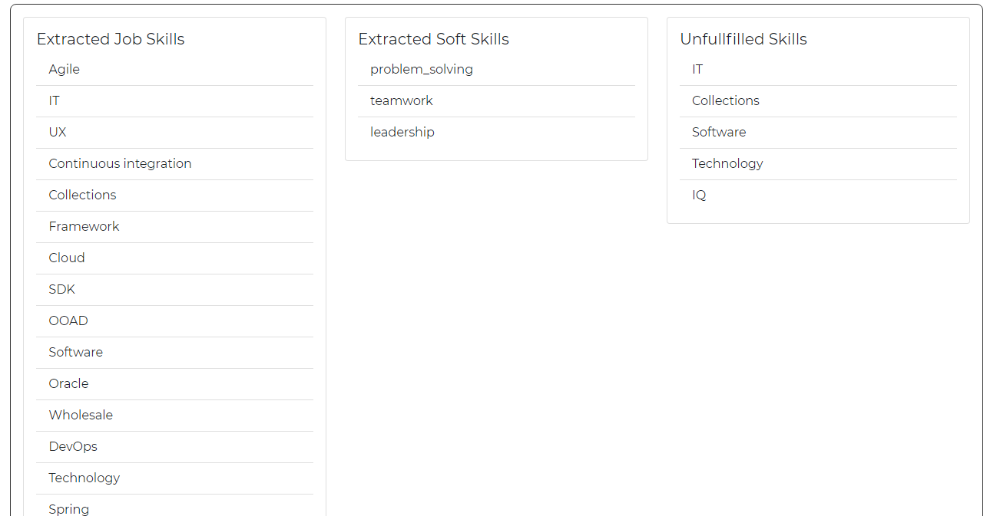 Extracted Job Skills
Agile
IT
UX
Continuous integration
Collections
Framework
Cloud
SDK
OOAD
Software
Oracle
Wholesale
DevOps
Technology
Spring
Extracted Soft Skills
problem_solving
teamwork
leadership
Unfullfilled Skills
IT
Collections
Software
Technology
IQ